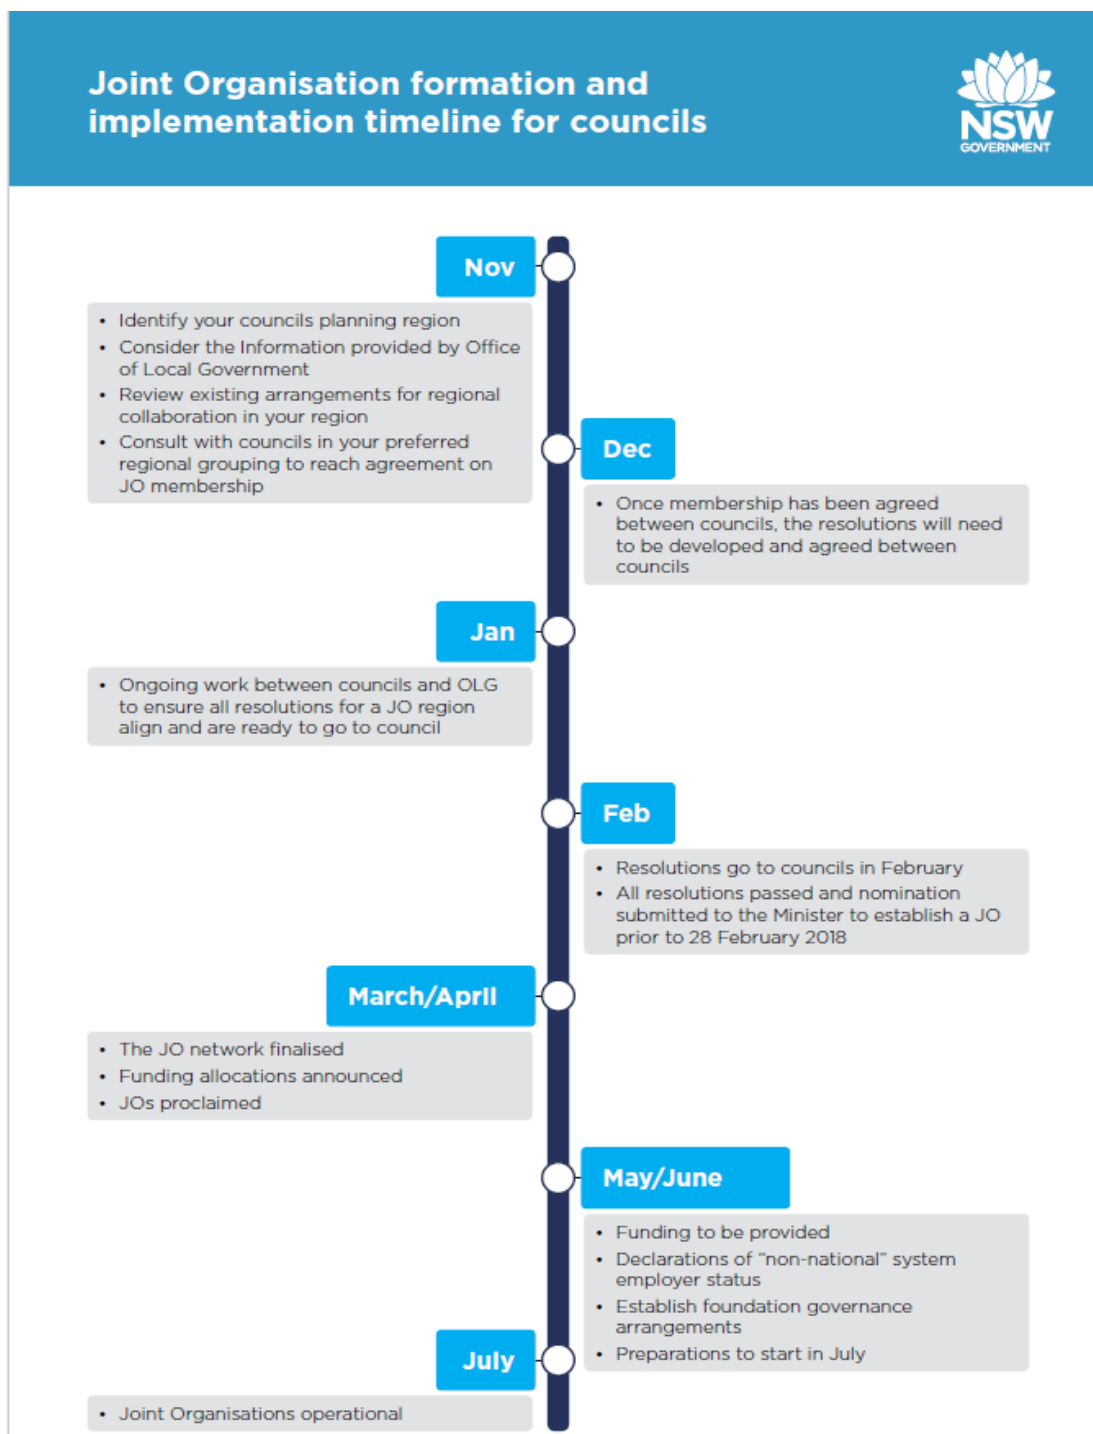 Joint Organisation formation and
implementation timeline for councils
NSW
GOVERNMENT
Nov
• Identify your councils planning region
• Consider the Information provided by Office
of Local Government
• Review existing arrangements for regional
collaboration in your region
• Consult with councils in your preferred
regional grouping to reach agreement on
JO membership
Dec
• Once membership has been agreed
between councils, the resolutions will need
to be developed and agreed between
councils
Jan
• Ongoing work between councils and OLG
to ensure all resolutions for a JO region
align and are ready to go to council
Feb
• Resolutions go to councils in February
• All resolutions passed and nomination
submitted to the Minister to establish a JO
prior to 28 February 2018
March/April
• The JO network finalised
• Funding allocations announced
• JOs proclaimed
May/June
• Funding to be provided
• Declarations of “non-national” system
employer status
• Establish foundation governance
arrangements
• Preparations to start in July
July
• Joint Organisations operational